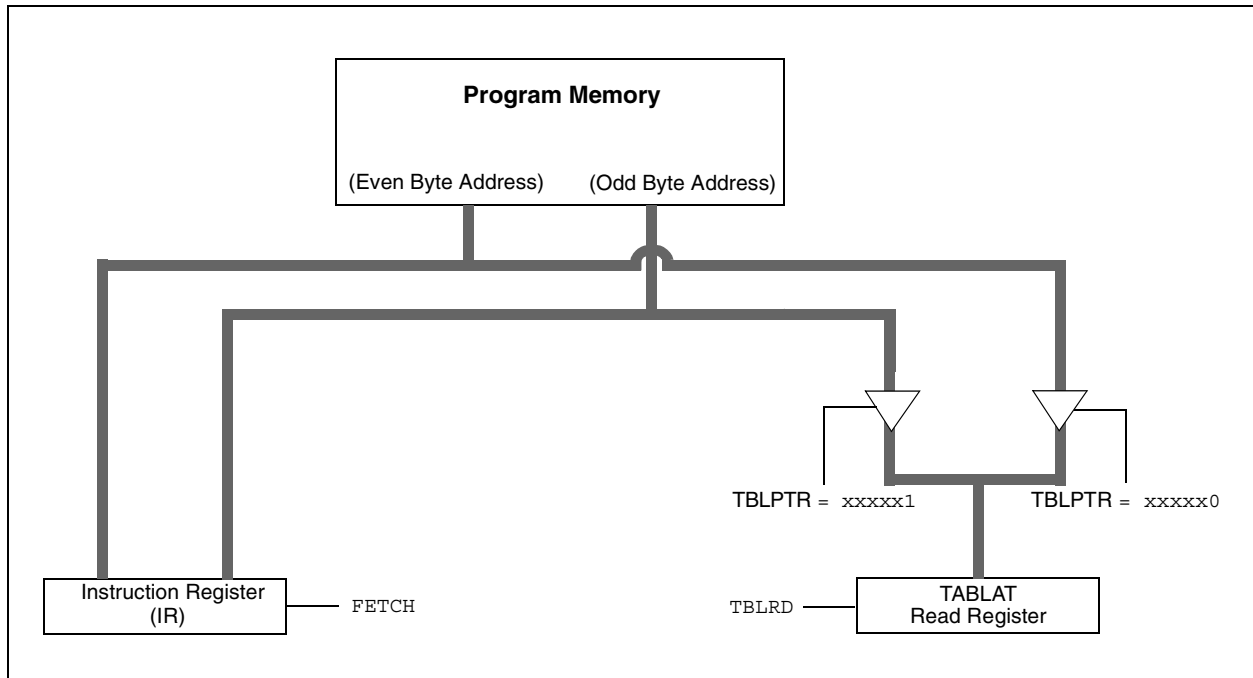 Program Memory
(Even Byte Address)
(Odd Byte Address)
TBLPTR = xxxxx1
TBLPTR = xxxxx0
Instruction Register
(IR)
FETCH
TBLRD
TABLAT
Read Register